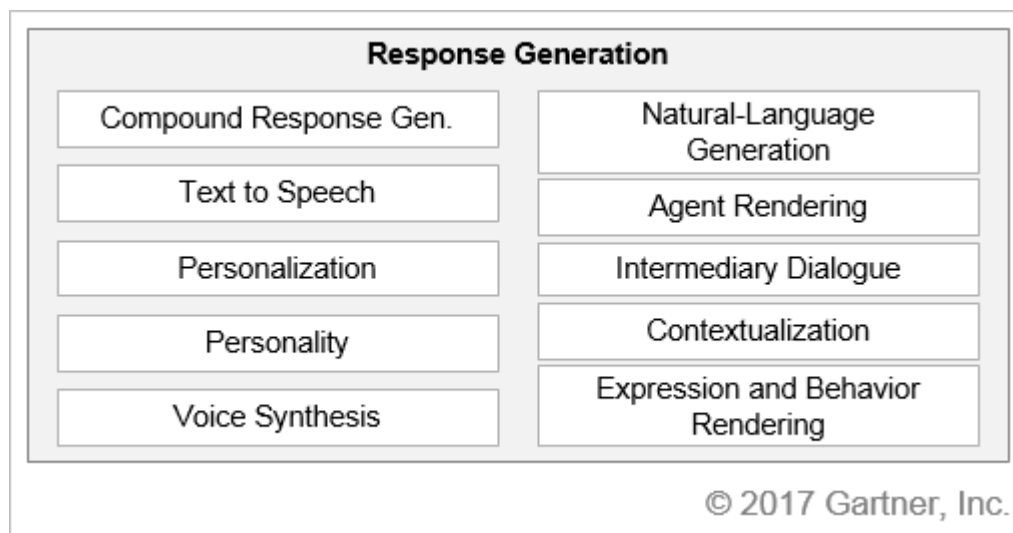 Response Generation
Compound Response Gen.
Text to Speech
Personalization
Personality
Voice Synthesis
Natural-Language
Generation
Agent Rendering
Intermediary Dialogue
Contextualization
Expression and Behavior
Rendering
© 2017 Gartner, Inc.